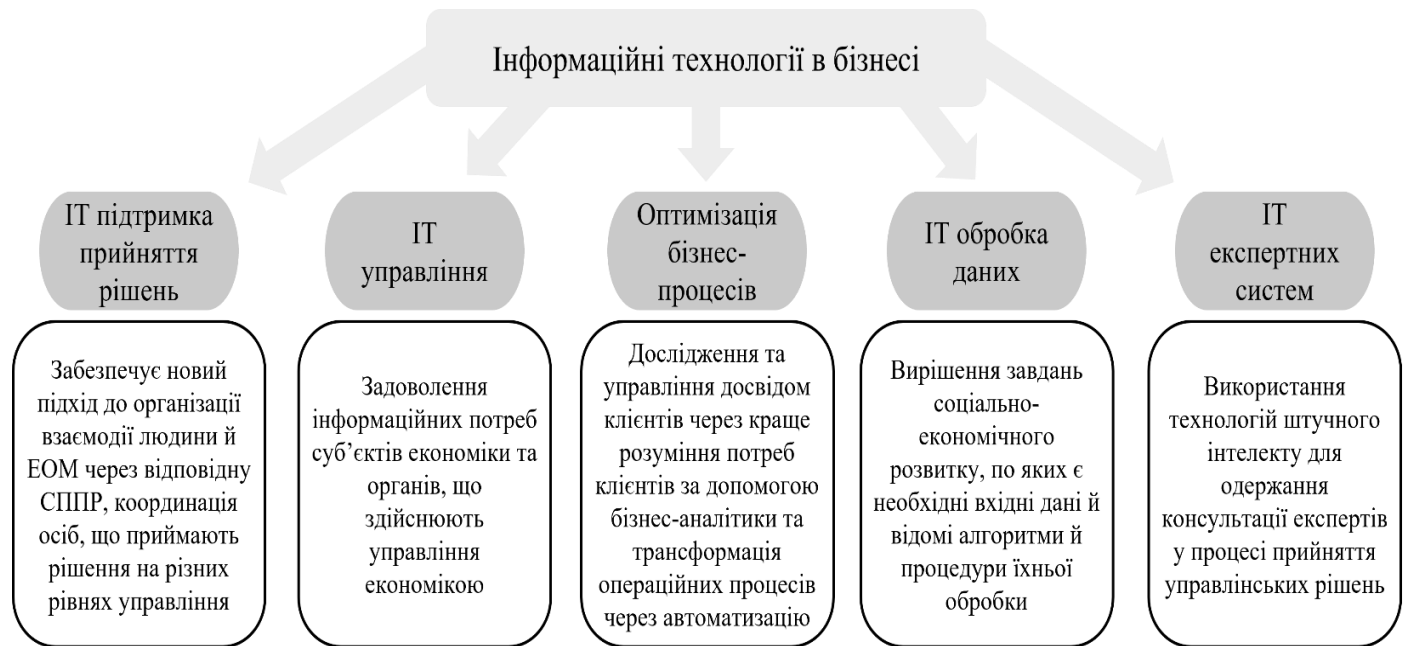 Інформаційні технології в бізнесі
ІТ підтримка
прийняття
рішень
ІТ
управління
Оптимізація
бізнес-
процесів
ІТ обробка
даних
ІТ
експертних
систем
Забезпечує новий
підхід до організації
взаємодії людини й
ЕОМ через відповідну
СППР, координація
осіб, що приймають
рішення на різних
рівнях управління
Задоволення
інформаційних потреб
суб’єктів економіки та
органів, що
здійснюють
управління
економікою
Дослідження та
управління досвідом
клієнтів через краще
розуміння потреб
клієнтів за допомогою
бізнес-аналітики та
трансформація
операційних процесів
через автоматизацію
Вирішення завдань
соціально-
економічного
розвитку, по яких є
необхідні вхідні дані й
відомі алгоритми й
процедури їхньої
обробки
Використання
технологій штучного
інтелекту для
одержання
консультації експертів
у процесі прийняття
управлінських рішень